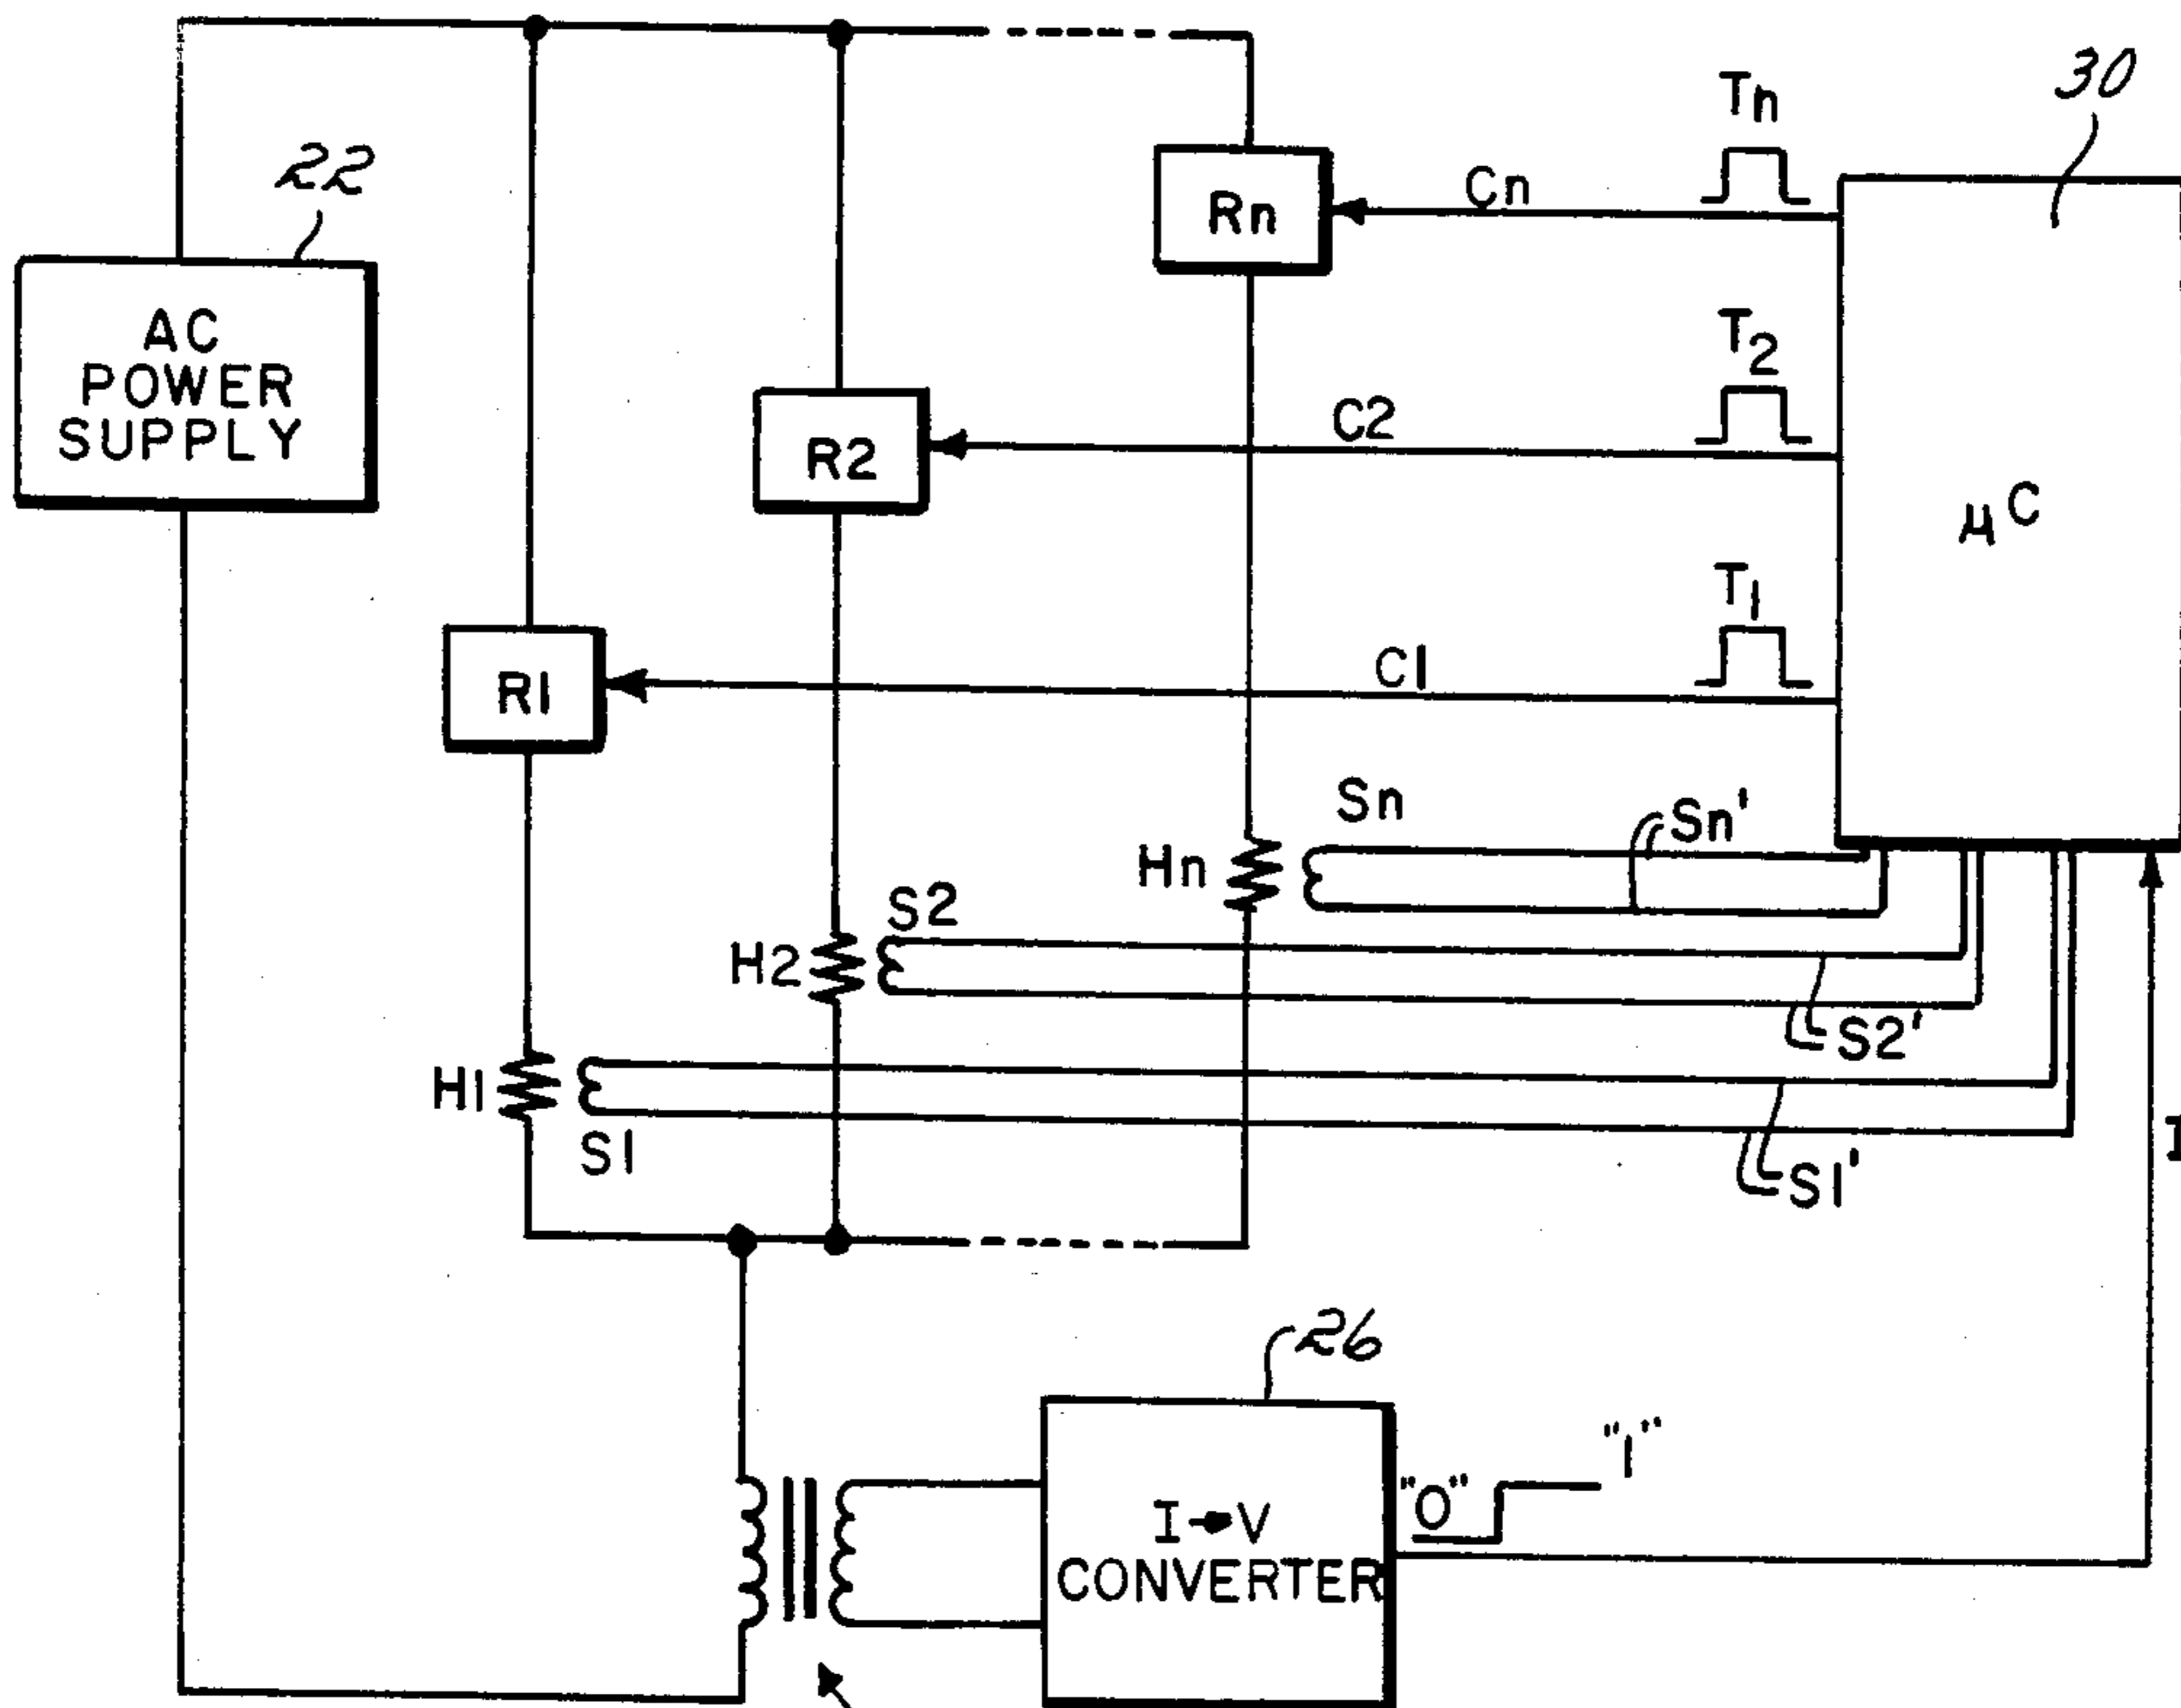 30
Tn
22
Cn
Rn
AC
POWER
SUPPLY
T2
C2
R2
µC
T1
C1
R1
Sn
Sn'
Hn
S2
H2
S2'
H1
S1
I
S1'
26
"0"
"1"
I→V
CONVERTER